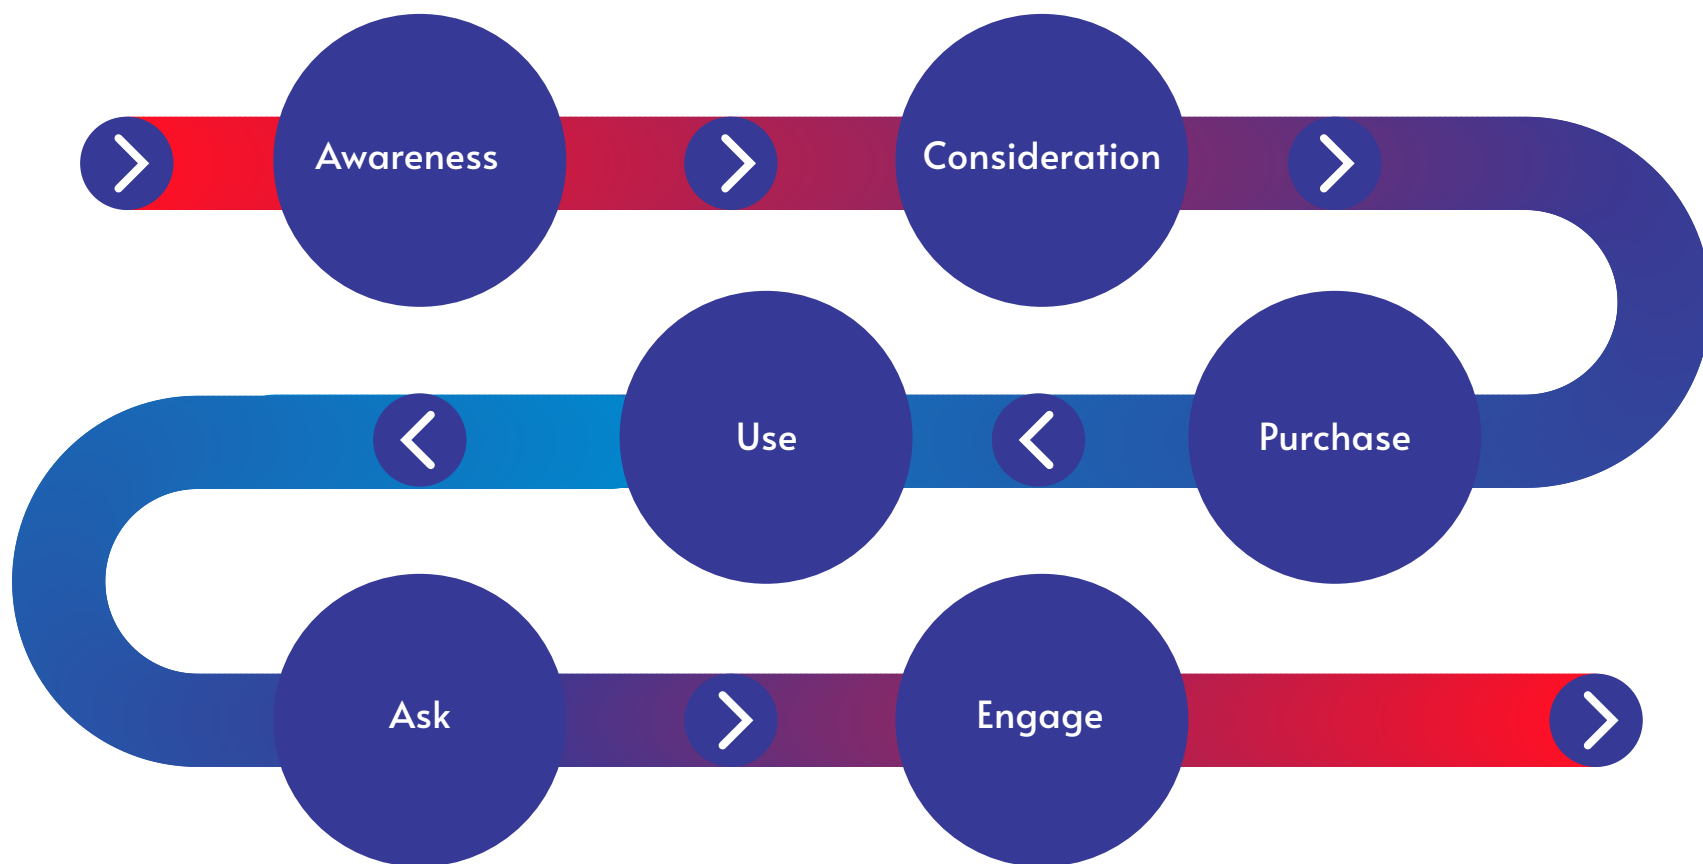 Awareness
Consideration
Purchase
Use
Ask
Engage